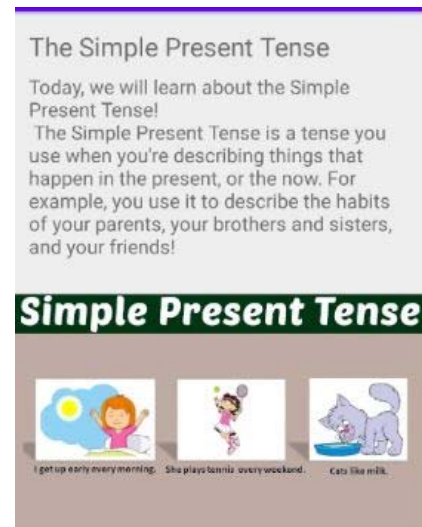 The Simple Present Tense
Today, we will learn about the Simple
Present Tense!
The Simple Present Tense is a tense you
use when you're describing things that
happen in the present, or the now. For
example, you use it to describe the habits
of your parents, your brothers and sisters,
and your friends!
Simple Present Tense
I get up early every morning. She plays tennis every weekend. Cats like milk.